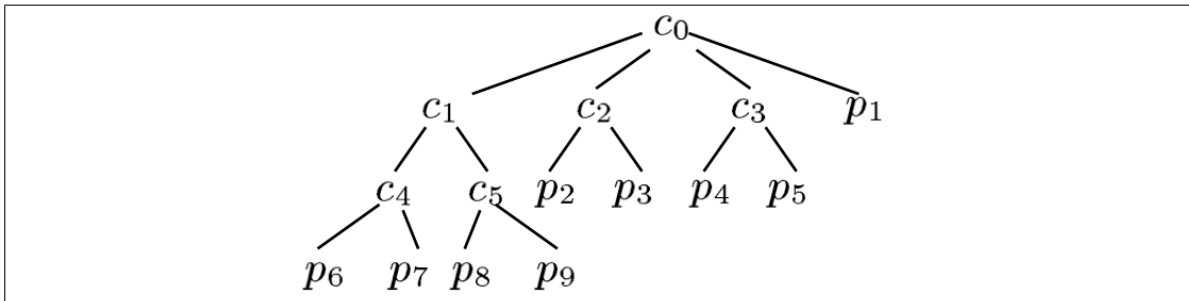 c₀
c₁ c₂ c₃ p₁
c₄ c₅ p₂ p₃ p₄ p₅
p₆ p₇ p₈ p₉